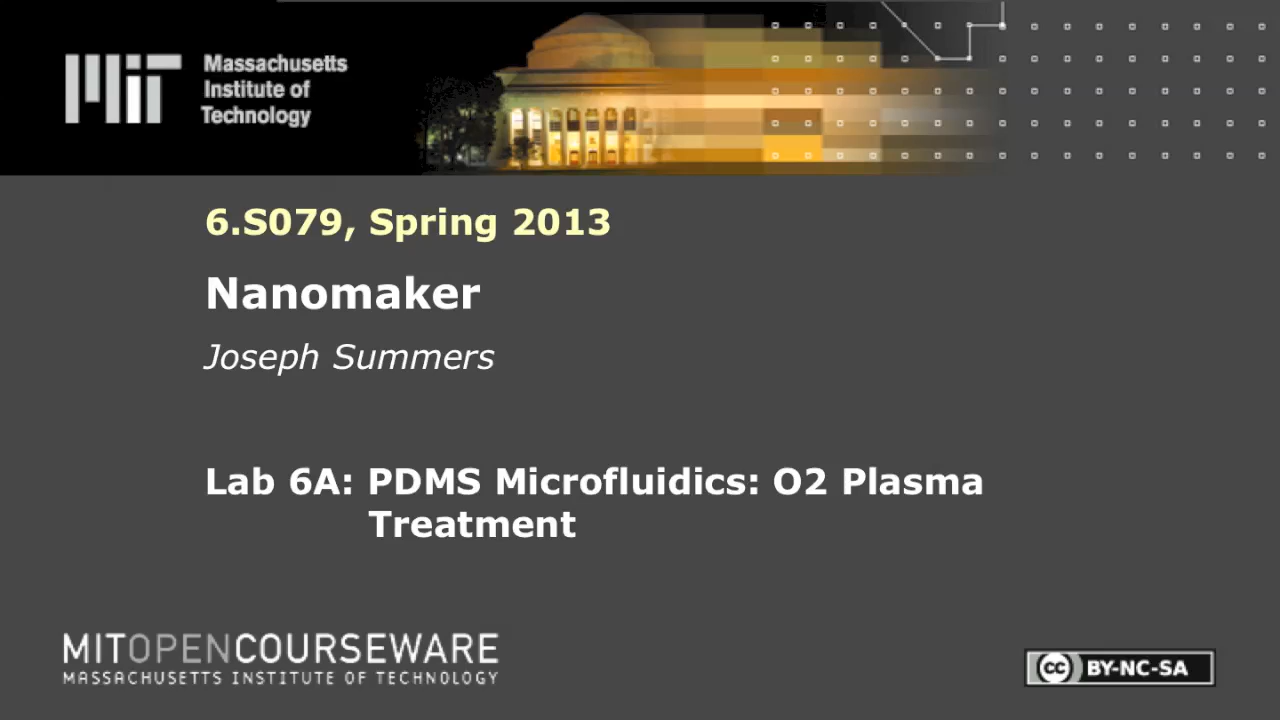 Massachusetts
Institute of
Technology
6.S079, Spring 2013
Nanomaker
Joseph Summers
Lab 6A: PDMS Microfluidics: O2 Plasma
Treatment
MITOPENCOURSEWARE
MASSACHUSETTS INSTITUTE OF TECHNOLOGY
cc BY-NC-SA